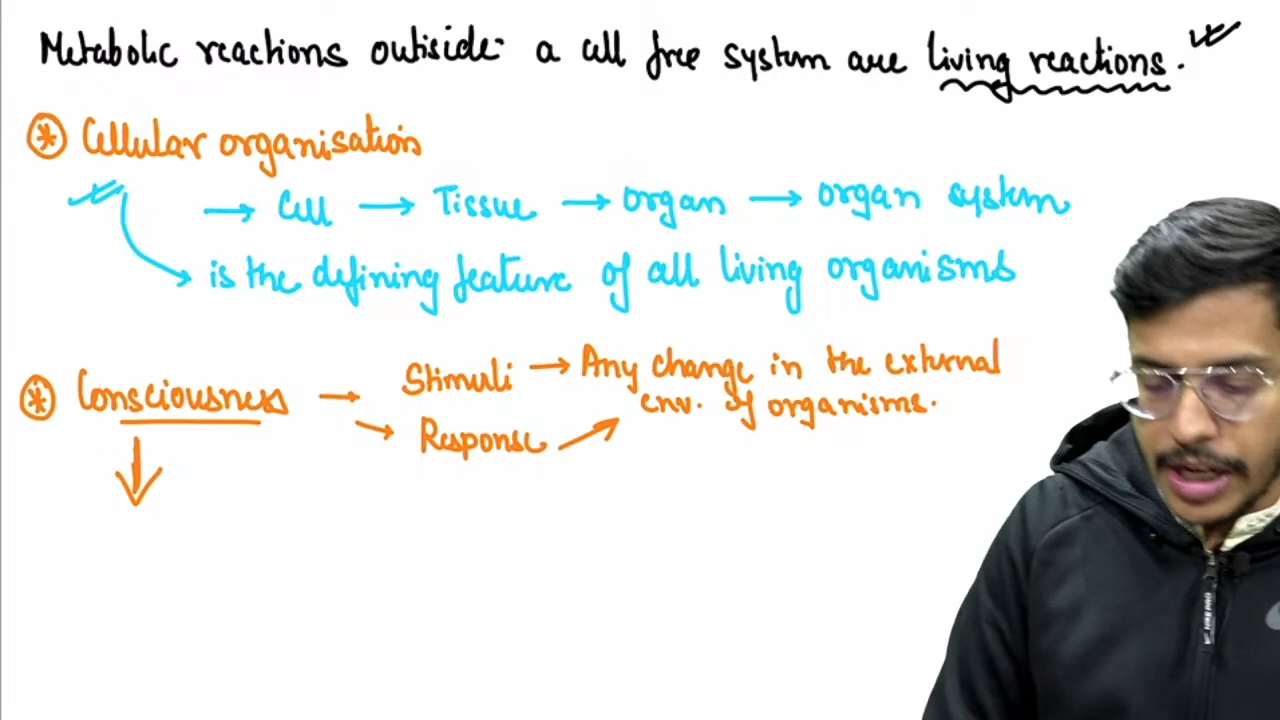 Metabolic reactions outiside a cell free system are living reactions.
* Cellular organisation
→ Cell → Tissue → organ → organ system
→ is the defining feature of all living organisms
* Consciousness → Stimuli → Any change in the external
env. of organisms.
→ Response